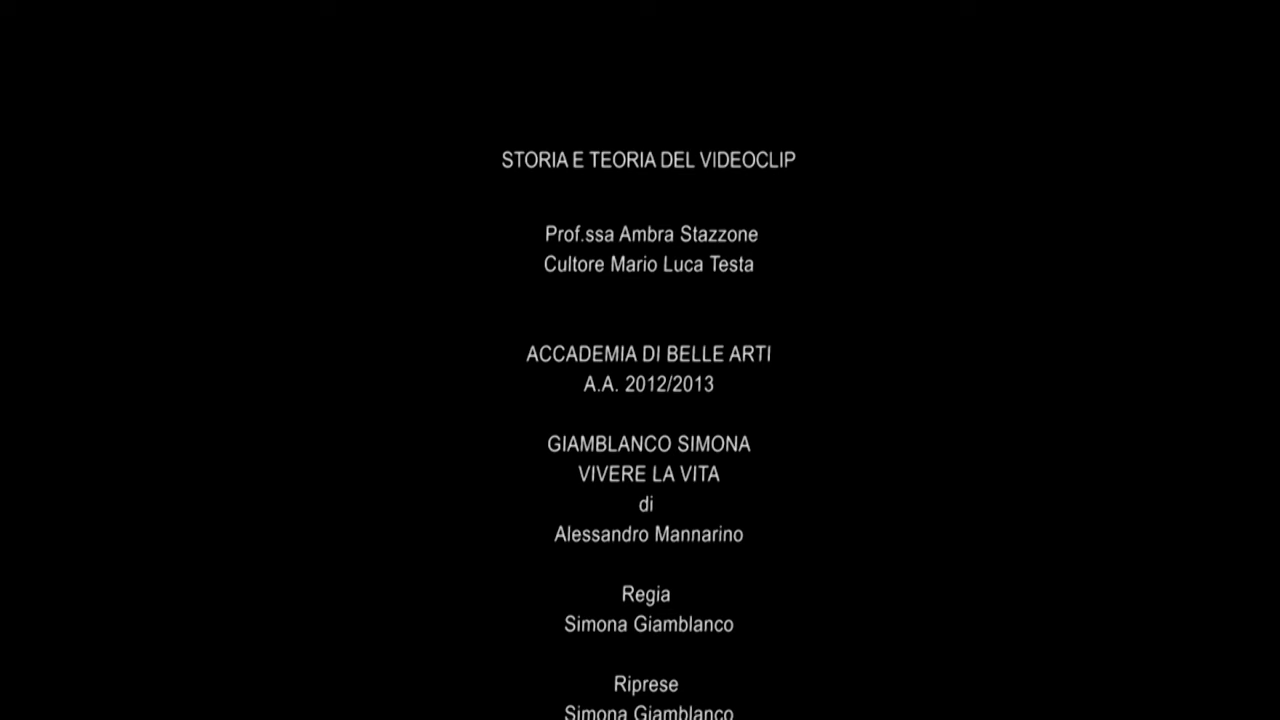 STORIA E TEORIA DEL VIDEOCLIP
Prof.ssa Ambra Stazzone
Cultore Mario Luca Testa
ACCADEMIA DI BELLE ARTI
A.A. 2012/2013
GIAMBLANCO SIMONA
VIVERE LA VITA
di
Alessandro Mannarino
Regia
Simona Giamblanco
Riprese
Simona Giamblanco